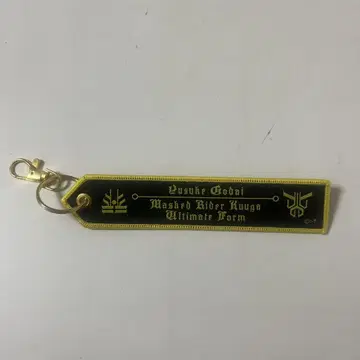 Yusuke Godai
Masked Rider Kuuga
Ultimate Form